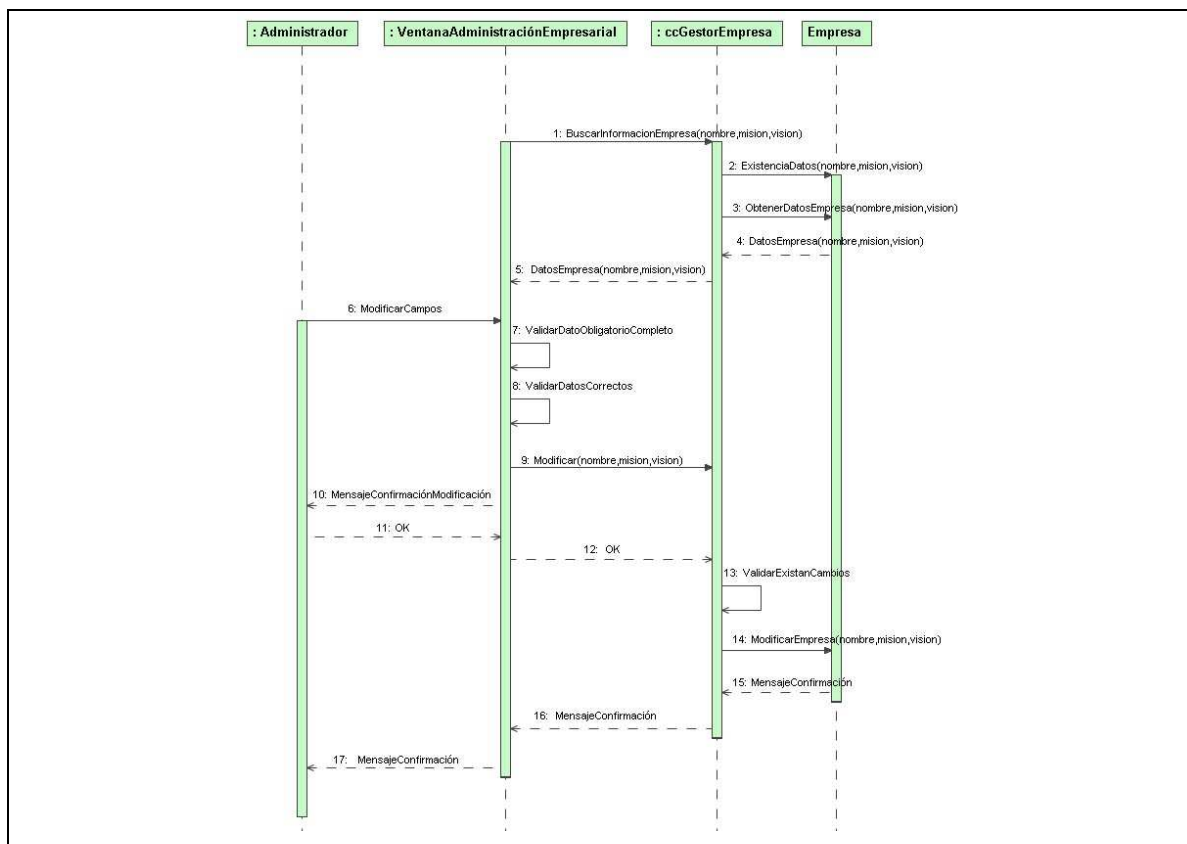 : Administrador
: VentanaAdministraciónEmpresarial
: ccGestorEmpresa
Empresa
1: BuscarInformacionEmpresa(nombre,mision,vision)
2: ExistenciaDatos(nombre,mision,vision)
3: ObtenerDatosEmpresa(nombre,mision,vision)
4: DatosEmpresa(nombre,mision,vision)
5: DatosEmpresa(nombre,mision,vision)
6: ModificarCampos
7: ValidarDatoObligatorioCompleto
8: ValidarDatosCorrectos
9: Modificar(nombre,mision,vision)
10: MensajeConfirmaciónModificación
11: OK
12: OK
13: ValidarExistanCambios
14: ModificarEmpresa(nombre,mision,vision)
15: MensajeConfirmación
16: MensajeConfirmación
17: MensajeConfirmación